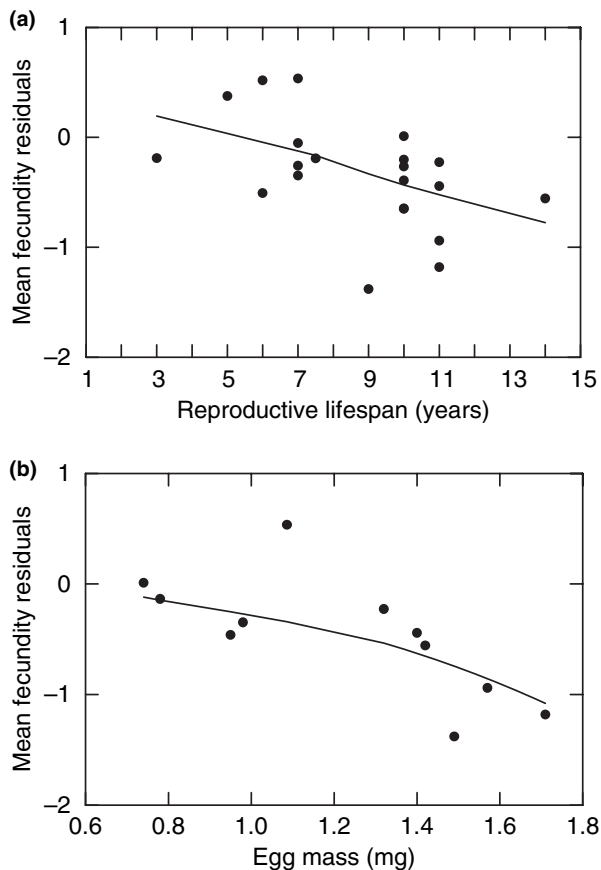 (a)
1
0
−1
−2
Mean fecundity residuals
1 3 5 7 9 11 13 15
Reproductive lifespan (years)
(b)
1
0
−1
−2
Mean fecundity residuals
0.6 0.8 1.0 1.2 1.4 1.6 1.8
Egg mass (mg)